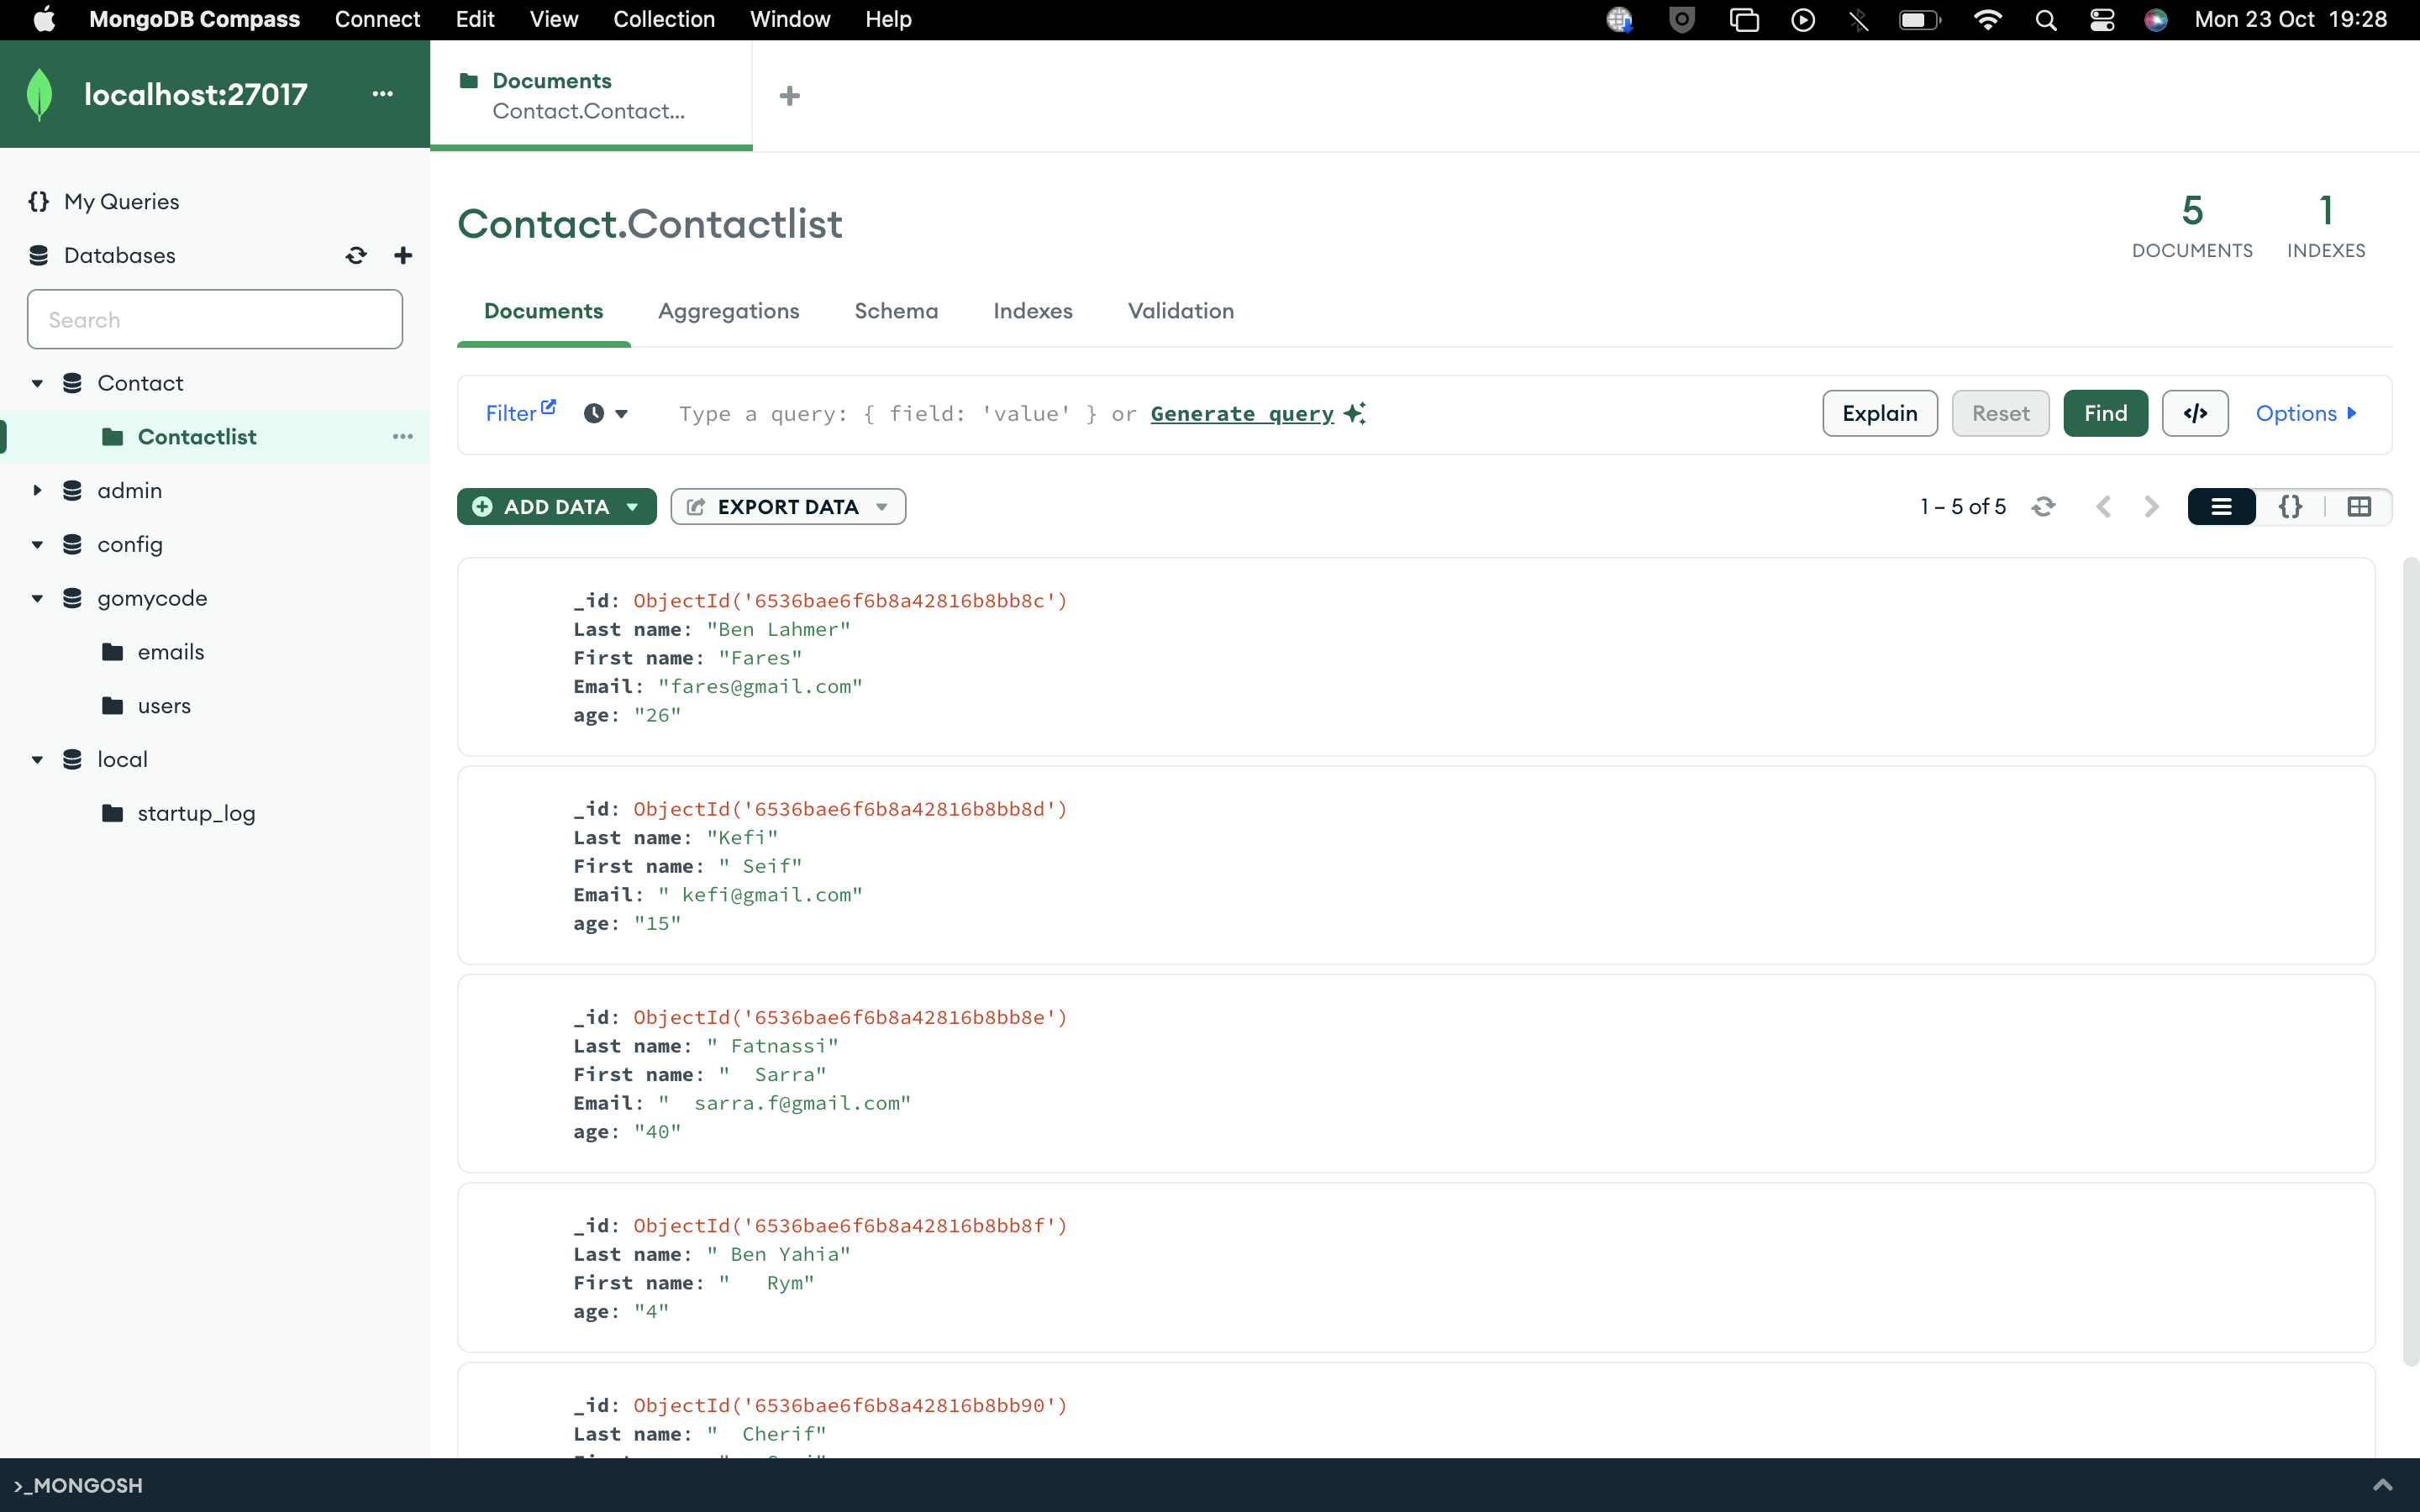 MongoDB Compass Connect Edit View Collection Window Help Mon 23 Oct 19:28
localhost:27017 ...
Documents
Contact.Contact...
My Queries
Databases
Search
Contact
Contactlist
admin
config
gomycode
emails
users
local
startup_log
Contact.Contactlist
5
DOCUMENTS
1
INDEXES
Documents Aggregations Schema Indexes Validation
Filter Type a query: { field: 'value' } or Generate query Explain Reset Find </> Options
ADD DATA EXPORT DATA 1 – 5 of 5 {}
_id: ObjectId('6536bae6f6b8a42816b8bb8c')
Last name: "Ben Lahmer"
First name: "Fares"
Email: "fares@gmail.com"
age: "26"
_id: ObjectId('6536bae6f6b8a42816b8bb8d')
Last name: "Kefi"
First name: " Seif"
Email: " kefi@gmail.com"
age: "15"
_id: ObjectId('6536bae6f6b8a42816b8bb8e')
Last name: " Fatnassi"
First name: "  Sarra"
Email: "  sarra.f@gmail.com"
age: "40"
_id: ObjectId('6536bae6f6b8a42816b8bb8f')
Last name: " Ben Yahia"
First name: "   Rym"
age: "4"
_id: ObjectId('6536bae6f6b8a42816b8bb90')
Last name: "  Cherif"
>_MONGOSH